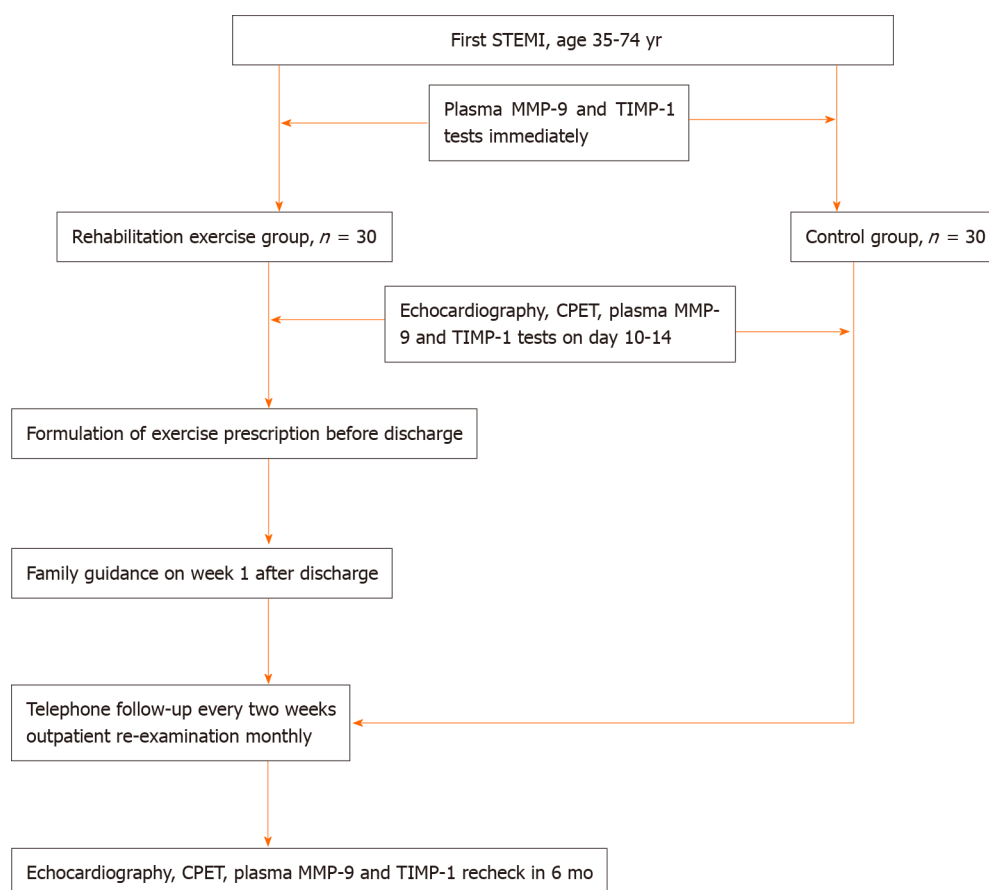 First STEMI, age 35-74 yr
Plasma MMP-9 and TIMP-1
tests immediately
Rehabilitation exercise group, n = 30
Control group, n = 30
Echocardiography, CPET, plasma MMP-
9 and TIMP-1 tests on day 10-14
Formulation of exercise prescription before discharge
Family guidance on week 1 after discharge
Telephone follow-up every two weeks
outpatient re-examination monthly
Echocardiography, CPET, plasma MMP-9 and TIMP-1 recheck in 6 mo